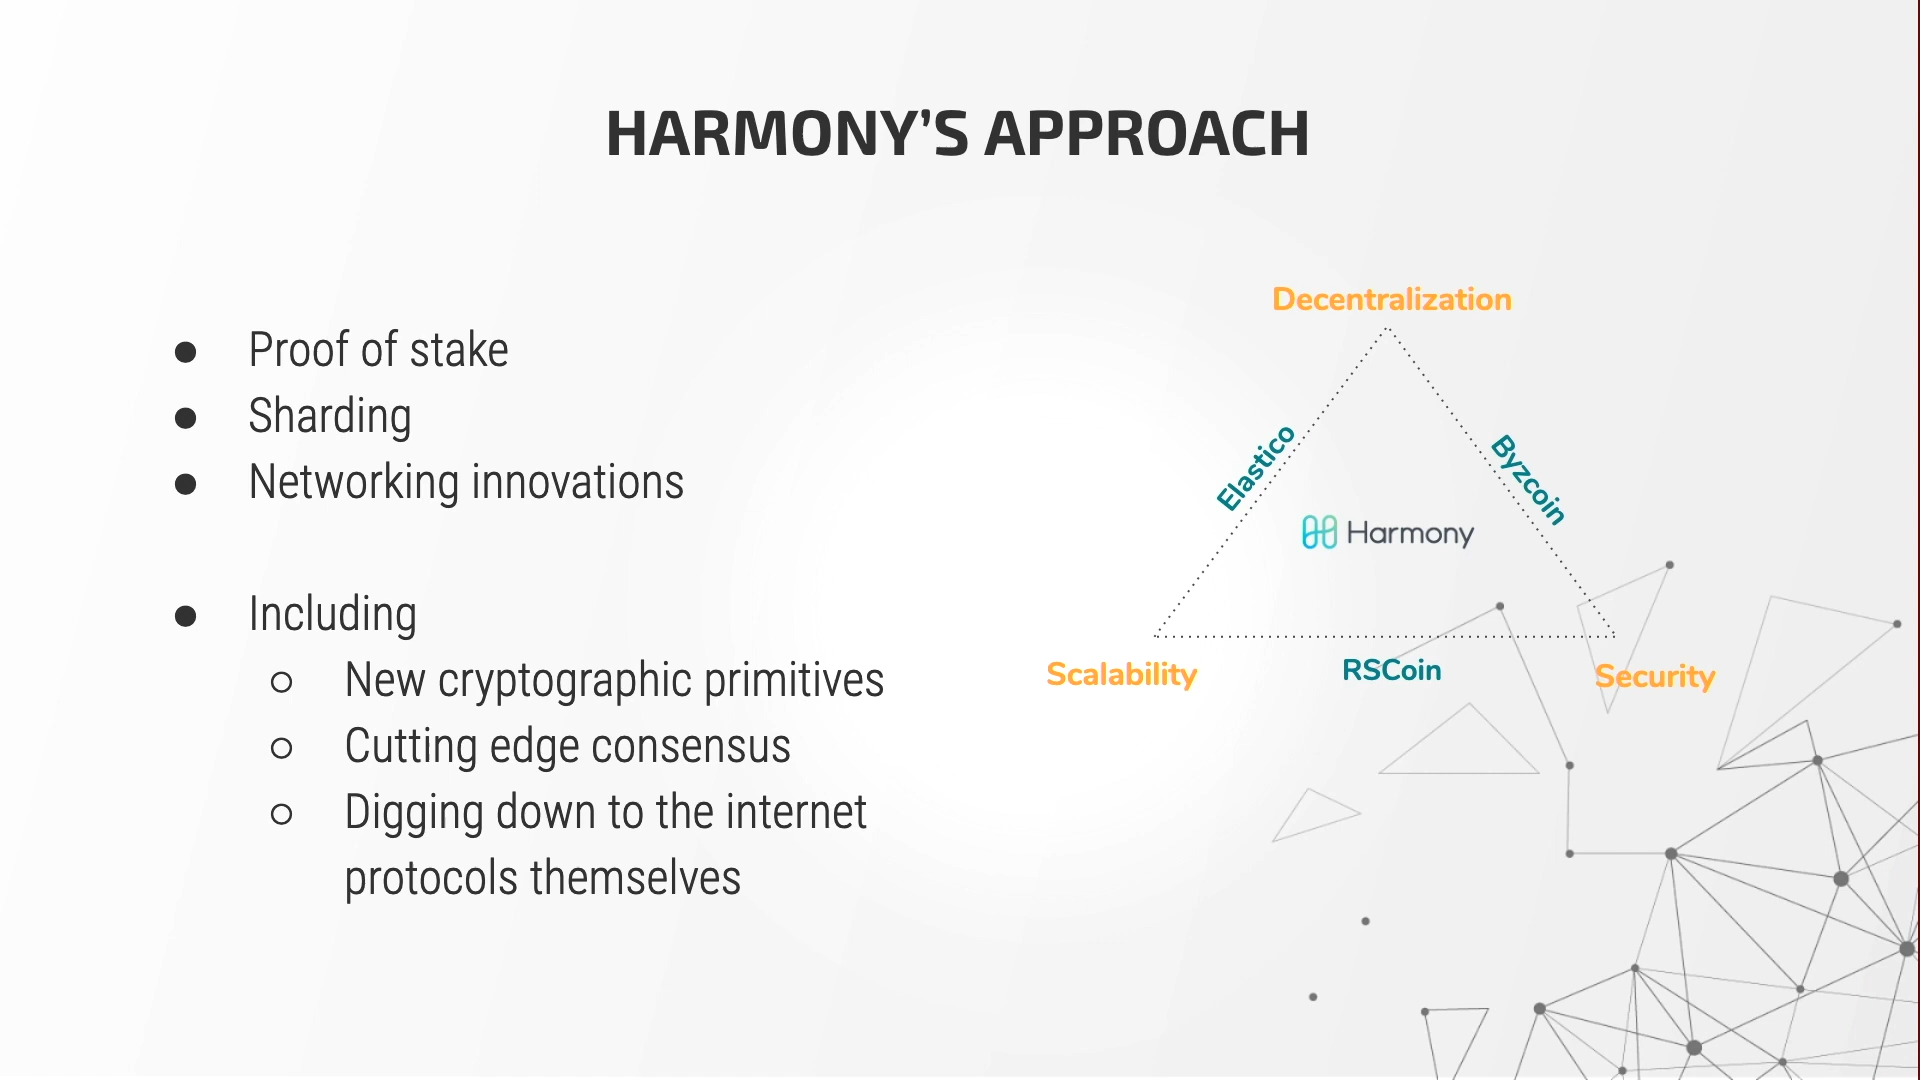 HARMONY’S APPROACH
● Proof of stake
● Sharding
● Networking innovations
● Including
○ New cryptographic primitives
○ Cutting edge consensus
○ Digging down to the internet
protocols themselves
Decentralization
Elastico
Byzcoin
Harmony
Scalability
RSCoin
Security